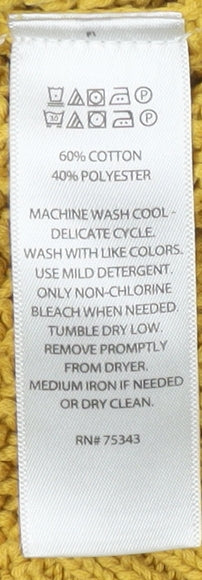 60% COTTON
40% POLYESTER
MACHINE WASH COOL -
DELICATE CYCLE.
WASH WITH LIKE COLORS.
USE MILD DETERGENT.
ONLY NON-CHLORINE
BLEACH WHEN NEEDED.
TUMBLE DRY LOW.
REMOVE PROMPTLY
FROM DRYER.
MEDIUM IRON IF NEEDED
OR DRY CLEAN.
RN# 75343